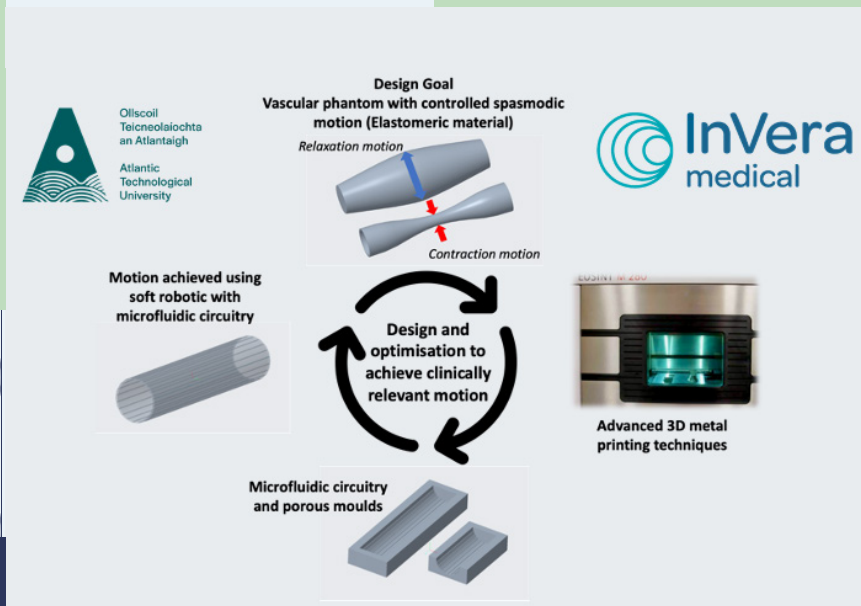 Design Goal
Vascular phantom with controlled spasmodic
motion (Elastomeric material)
Relaxation motion
Contraction motion
Ollscoil
Teicneolaíochta
an Atlantaigh
Atlantic
Technological
University
InVera
medical
Motion achieved using
soft robotic with
microfluidic circuitry
Design and
optimisation to
achieve clinically
relevant motion
EOSINT M 280
Advanced 3D metal
printing techniques
Microfluidic circuitry
and porous moulds